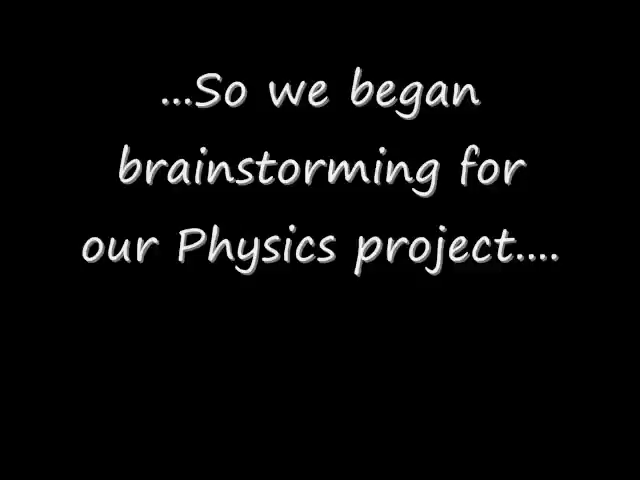 ...So we began
brainstorming for
our Physics project....